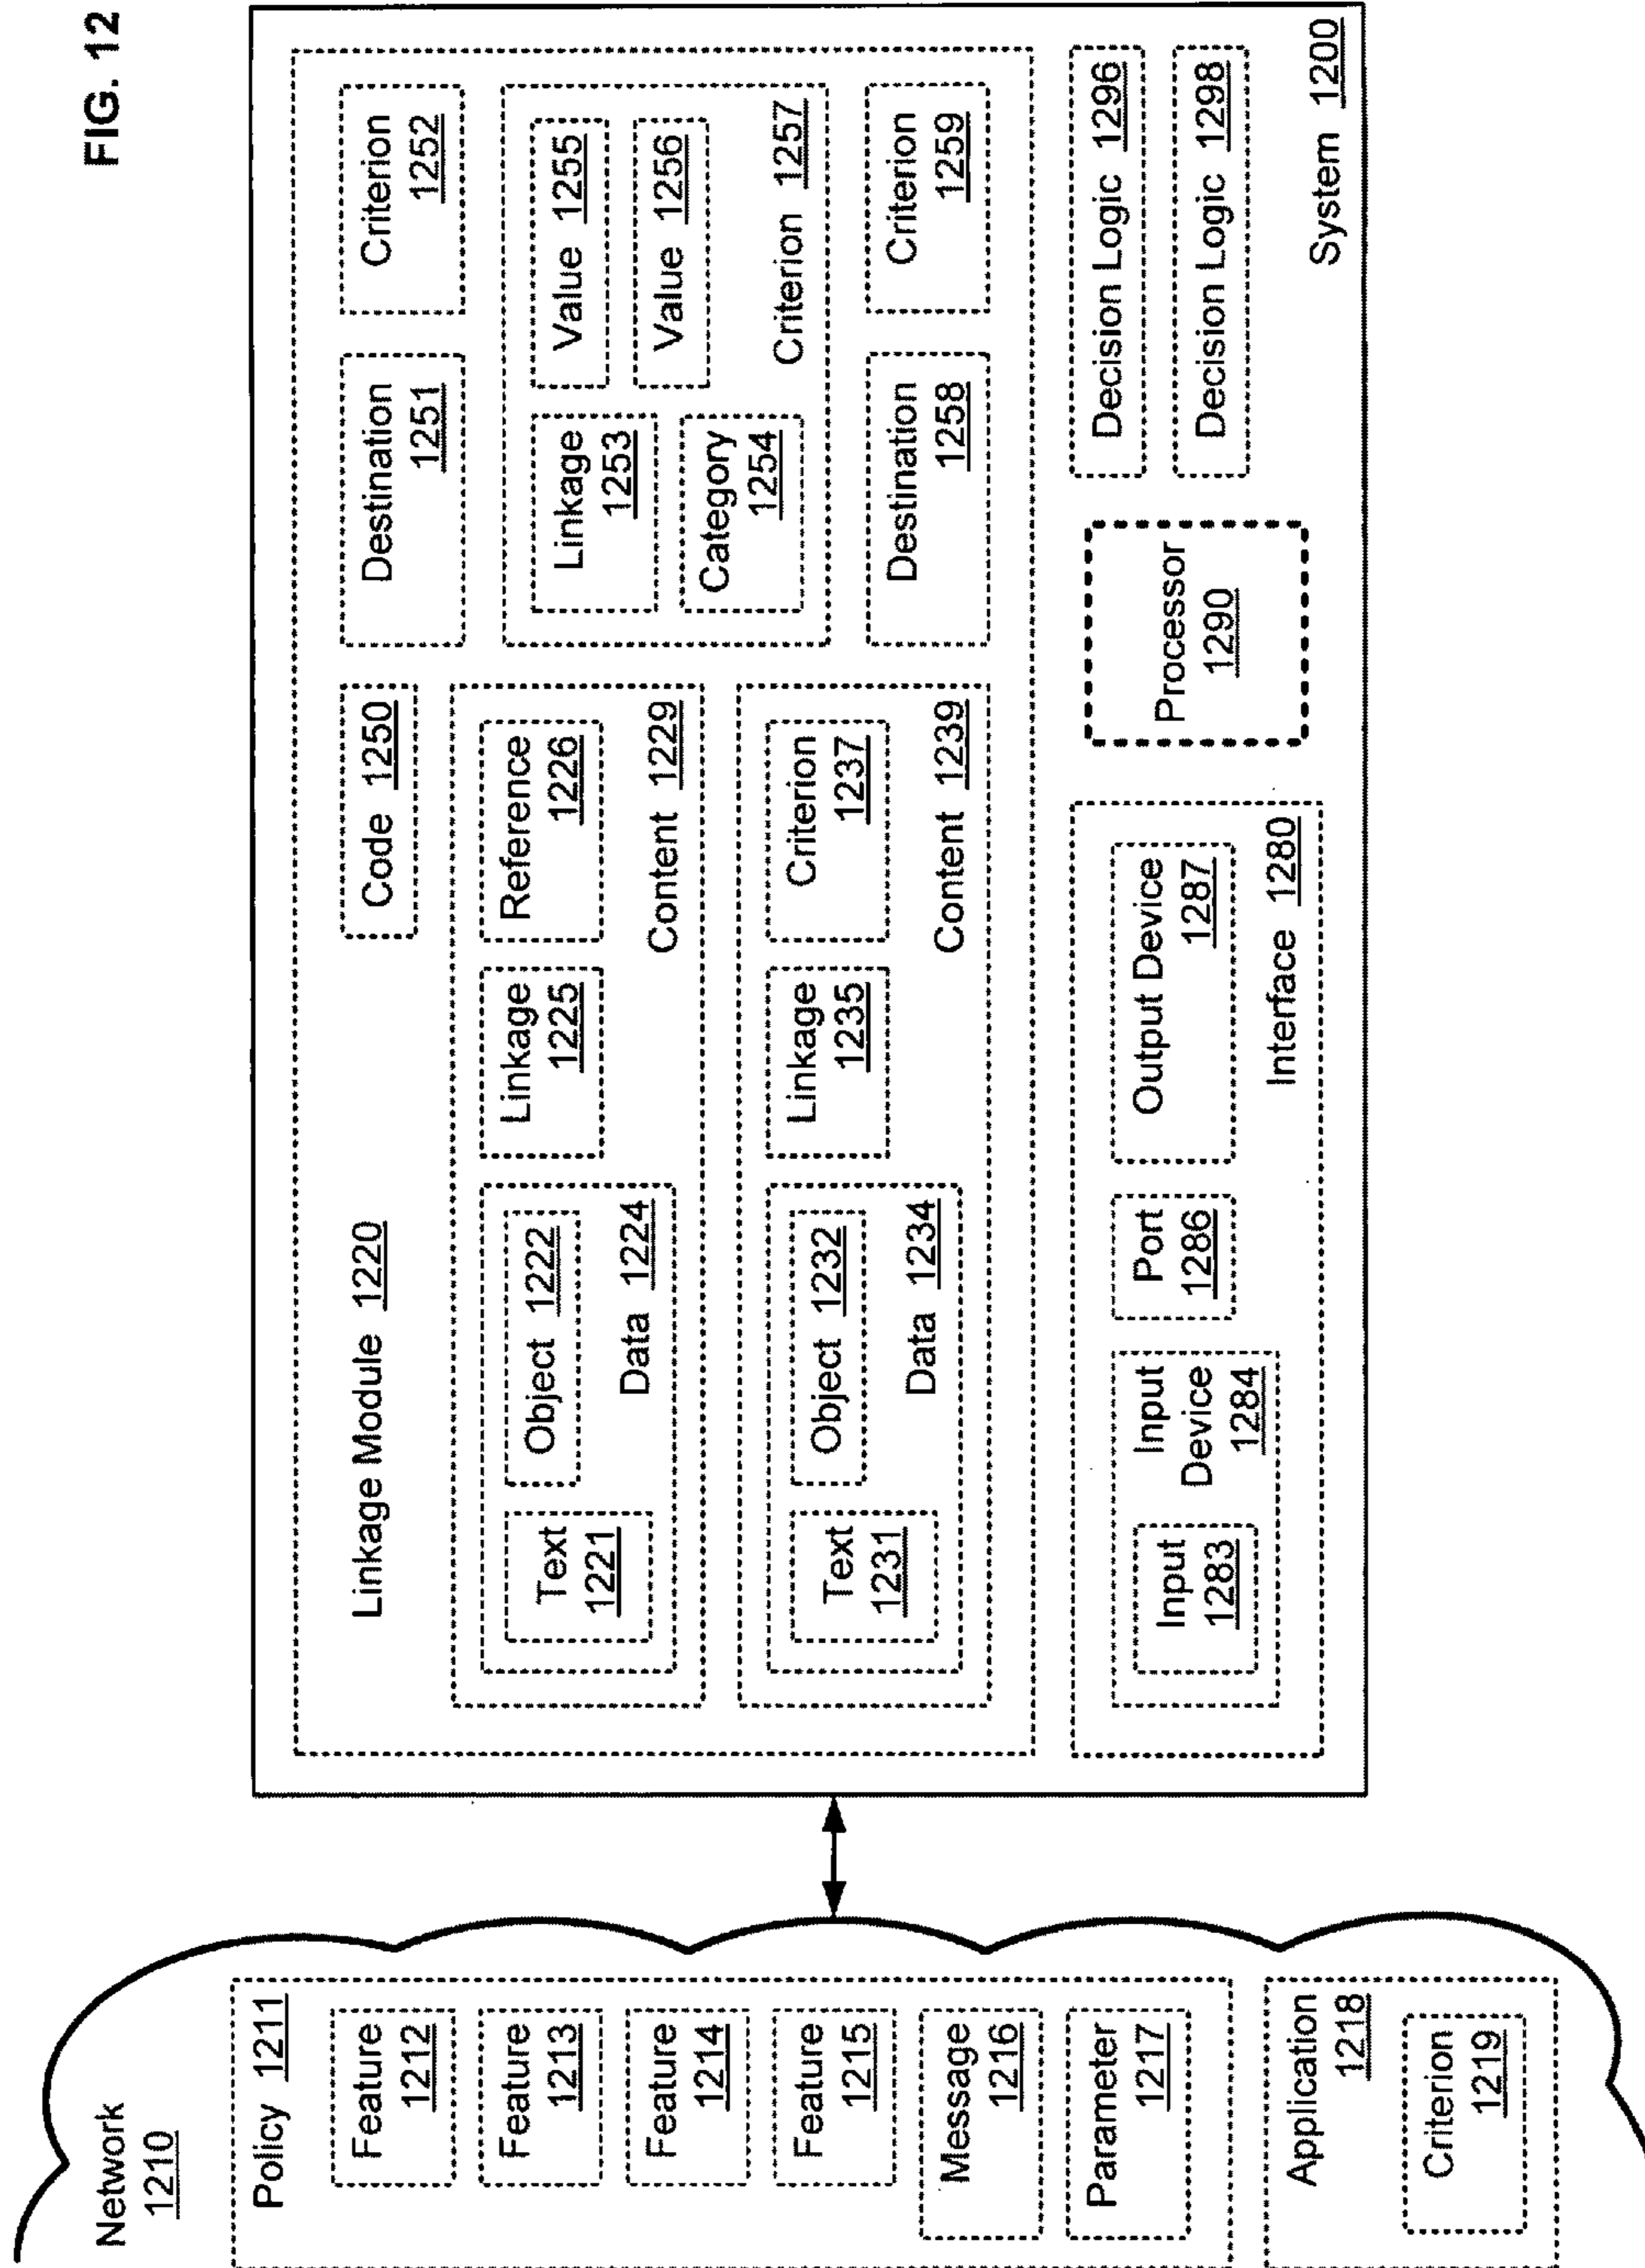 FIG. 12
Network
1210
Policy 1211
Feature
1212
Feature
1213
Feature
1214
Feature
1215
Message
1216
Parameter
1217
Application
1218
Criterion
1219
Linkage Module 1220
Text
1221
Object 1222
Data 1224
Linkage
1225
Reference
1226
Content 1229
Text
1231
Object 1232
Data 1234
Linkage
1235
Criterion
1237
Content 1239
Code 1250
Destination
1251
Criterion
1252
Linkage
1253
Category
1254
Value 1255
Value 1256
Criterion 1257
Destination
1258
Criterion
1259
Input
1283
Input
Device
1284
Port
1286
Output Device
1287
Interface 1280
Processor
1290
Decision Logic 1296
Decision Logic 1298
System 1200